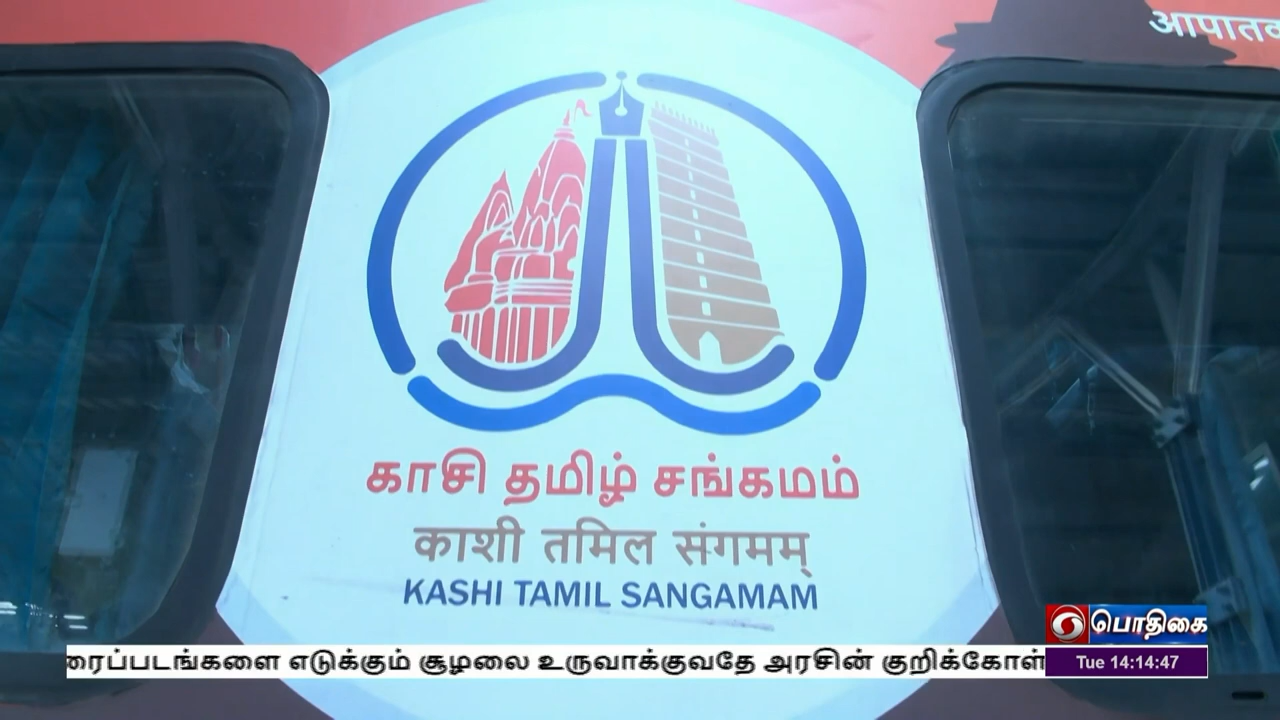 காசி தமிழ் சங்கமம்
काशी तमिल संगमम्
KASHI TAMIL SANGAMAM
பொதிகை
ரைப்படங்களை எடுக்கும் சூழலை உருவாக்குவதே அரசின் குறிக்கோள்
Tue 14:14:47